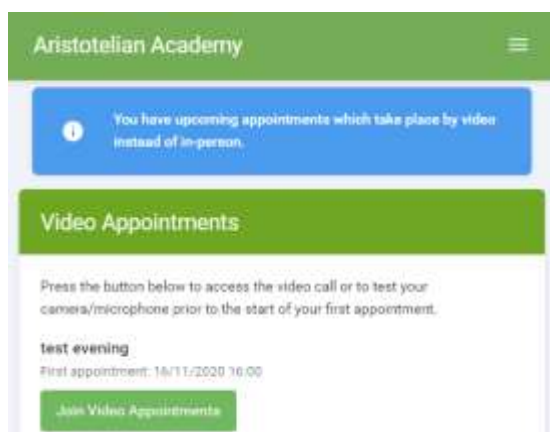 Aristotelian Academy
You have upcoming appointments which take place by video
instead of in-person.
Video Appointments
Press the button below to access the video call or to test your
camera/microphone prior to the start of your first appointment.
test evening
First appointment: 16/11/2020 16:00
Join Video Appointments